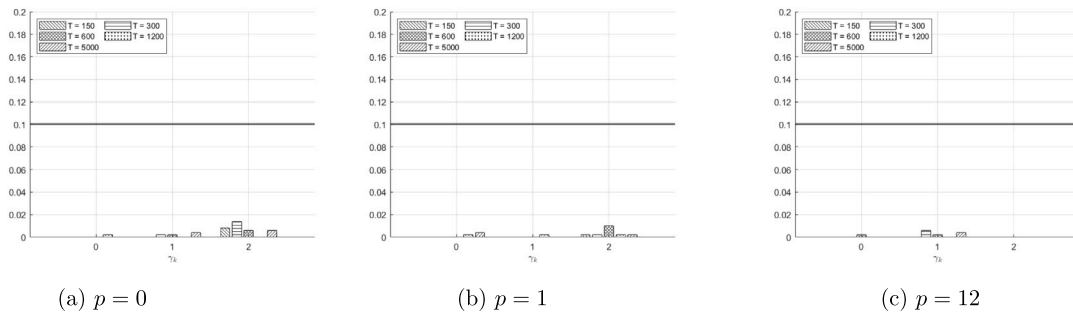 0.2
0.18
0.16
0.14
0.12
0.1
0.08
0.06
0.04
0.02
0
T = 150 T = 300
T = 600 T = 1200
T = 5000
0 1 2
γk
(a) p = 0
0.2
0.18
0.16
0.14
0.12
0.1
0.08
0.06
0.04
0.02
0
T = 150 T = 300
T = 600 T = 1200
T = 5000
0 1 2
γk
(b) p = 1
0.2
0.18
0.16
0.14
0.12
0.1
0.08
0.06
0.04
0.02
0
T = 150 T = 300
T = 600 T = 1200
T = 5000
0 1 2
γk
(c) p = 12